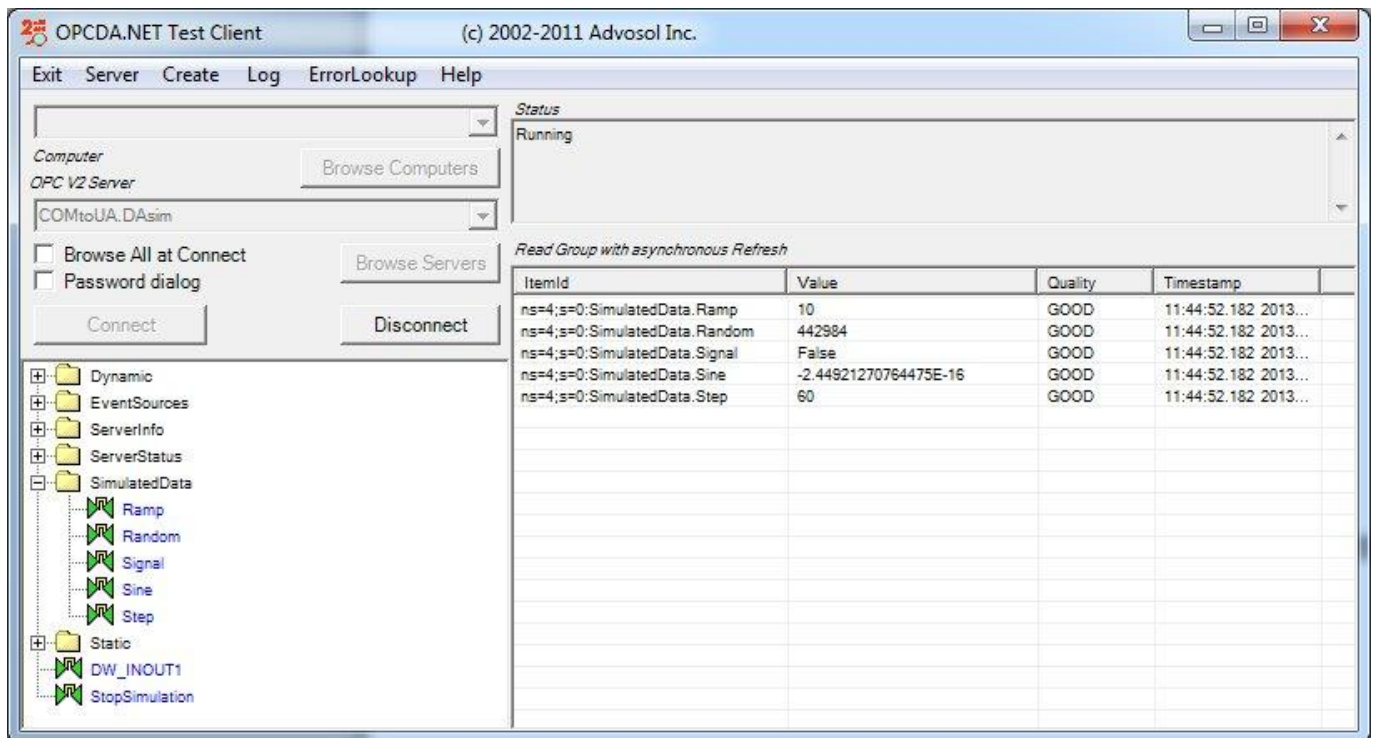 OPCDA.NET Test Client (c) 2002-2011 Advosol Inc.
Exit Server Create Log ErrorLookup Help
Computer
Browse Computers
OPC V2 Server
COMtoUA.DAsim
Browse All at Connect
Browse Servers
Password dialog
Connect Disconnect
Dynamic
EventSources
ServerInfo
ServerStatus
SimulatedData
Ramp
Random
Signal
Sine
Step
Static
DW_INOUT1
StopSimulation
Status
Running
Read Group with asynchronous Refresh
ItemId Value Quality Timestamp
ns=4;s=0:SimulatedData.Ramp 10 GOOD 11:44:52.182 2013...
ns=4;s=0:SimulatedData.Random 442984 GOOD 11:44:52.182 2013...
ns=4;s=0:SimulatedData.Signal False GOOD 11:44:52.182 2013...
ns=4;s=0:SimulatedData.Sine -2.44921270764475E-16 GOOD 11:44:52.182 2013...
ns=4;s=0:SimulatedData.Step 60 GOOD 11:44:52.182 2013...